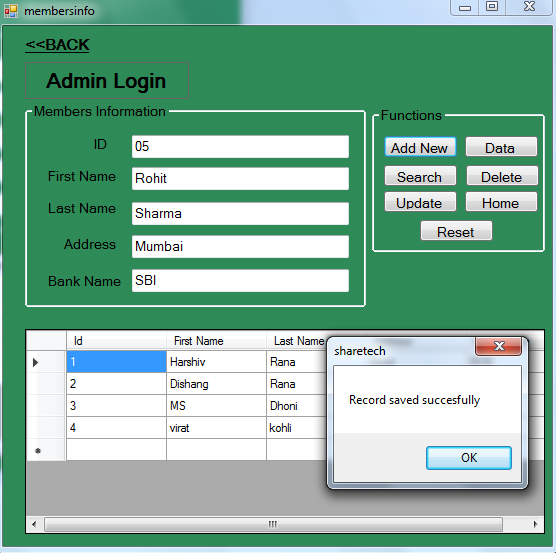 membersinfo
<<BACK
Admin Login
Members Information
ID 05
First Name Rohit
Last Name Sharma
Address Mumbai
Bank Name SBI
Functions
Add New Data
Search Delete
Update Home
Reset
Id First Name Last Name
1 Harshiv Rana
2 Dishang Rana
3 MS Dhoni
4 virat kohli
sharetech
Record saved succesfully
OK